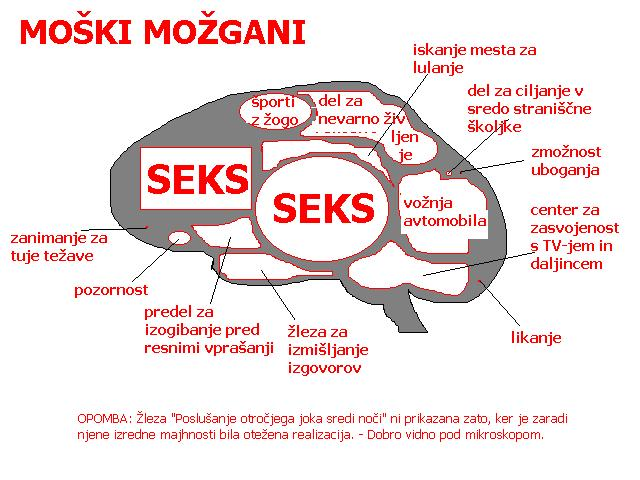 MOŠKI MOŽGANI
iskanje mesta za
lulanje
športi
z žogo
del za
nevarno živ
ljen
je
del za ciljanje v
sredo straniščne
školjke
zmožnost
uboganja
SEKS
SEKS
vožnja
avtomobila
center za
zasvojenost
s TV-jem in
daljincem
zanimanje za
tuje težave
pozornost
predel za
izogibanje pred
resnimi vprašanji
žleza za
izmišljanje
izgovorov
likanje
OPOMBA: Žleza "Poslušanje otročjega joka sredi noči" ni prikazana zato, ker je zaradi
njene izredne majhnosti bila otežena realizacija. - Dobro vidno pod mikroskopom.